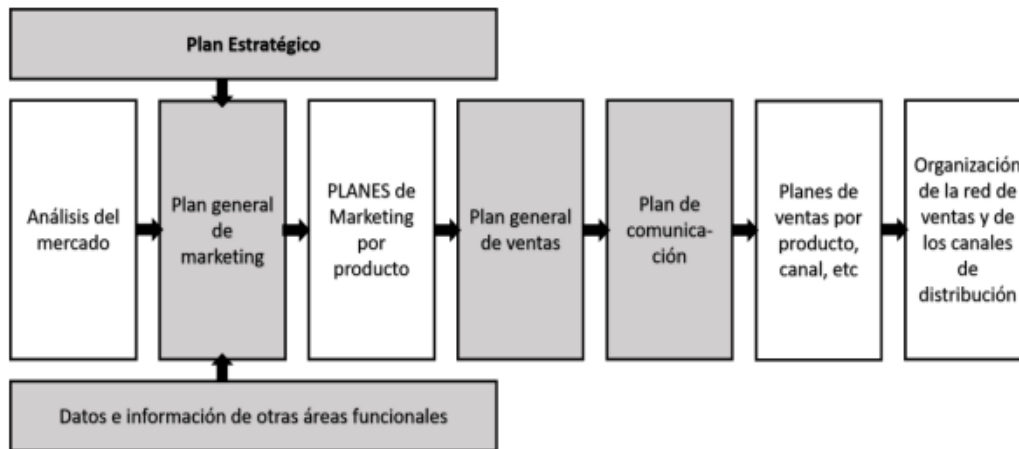 Plan Estratégico
Análisis del
mercado
Plan general
de
marketing
PLANES de
Marketing
por
producto
Plan general
de ventas
Plan de
comunica-
ción
Planes de
ventas por
producto,
canal, etc
Organización
de la red de
ventas y de
los canales
de
distribución
Datos e información de otras áreas funcionales